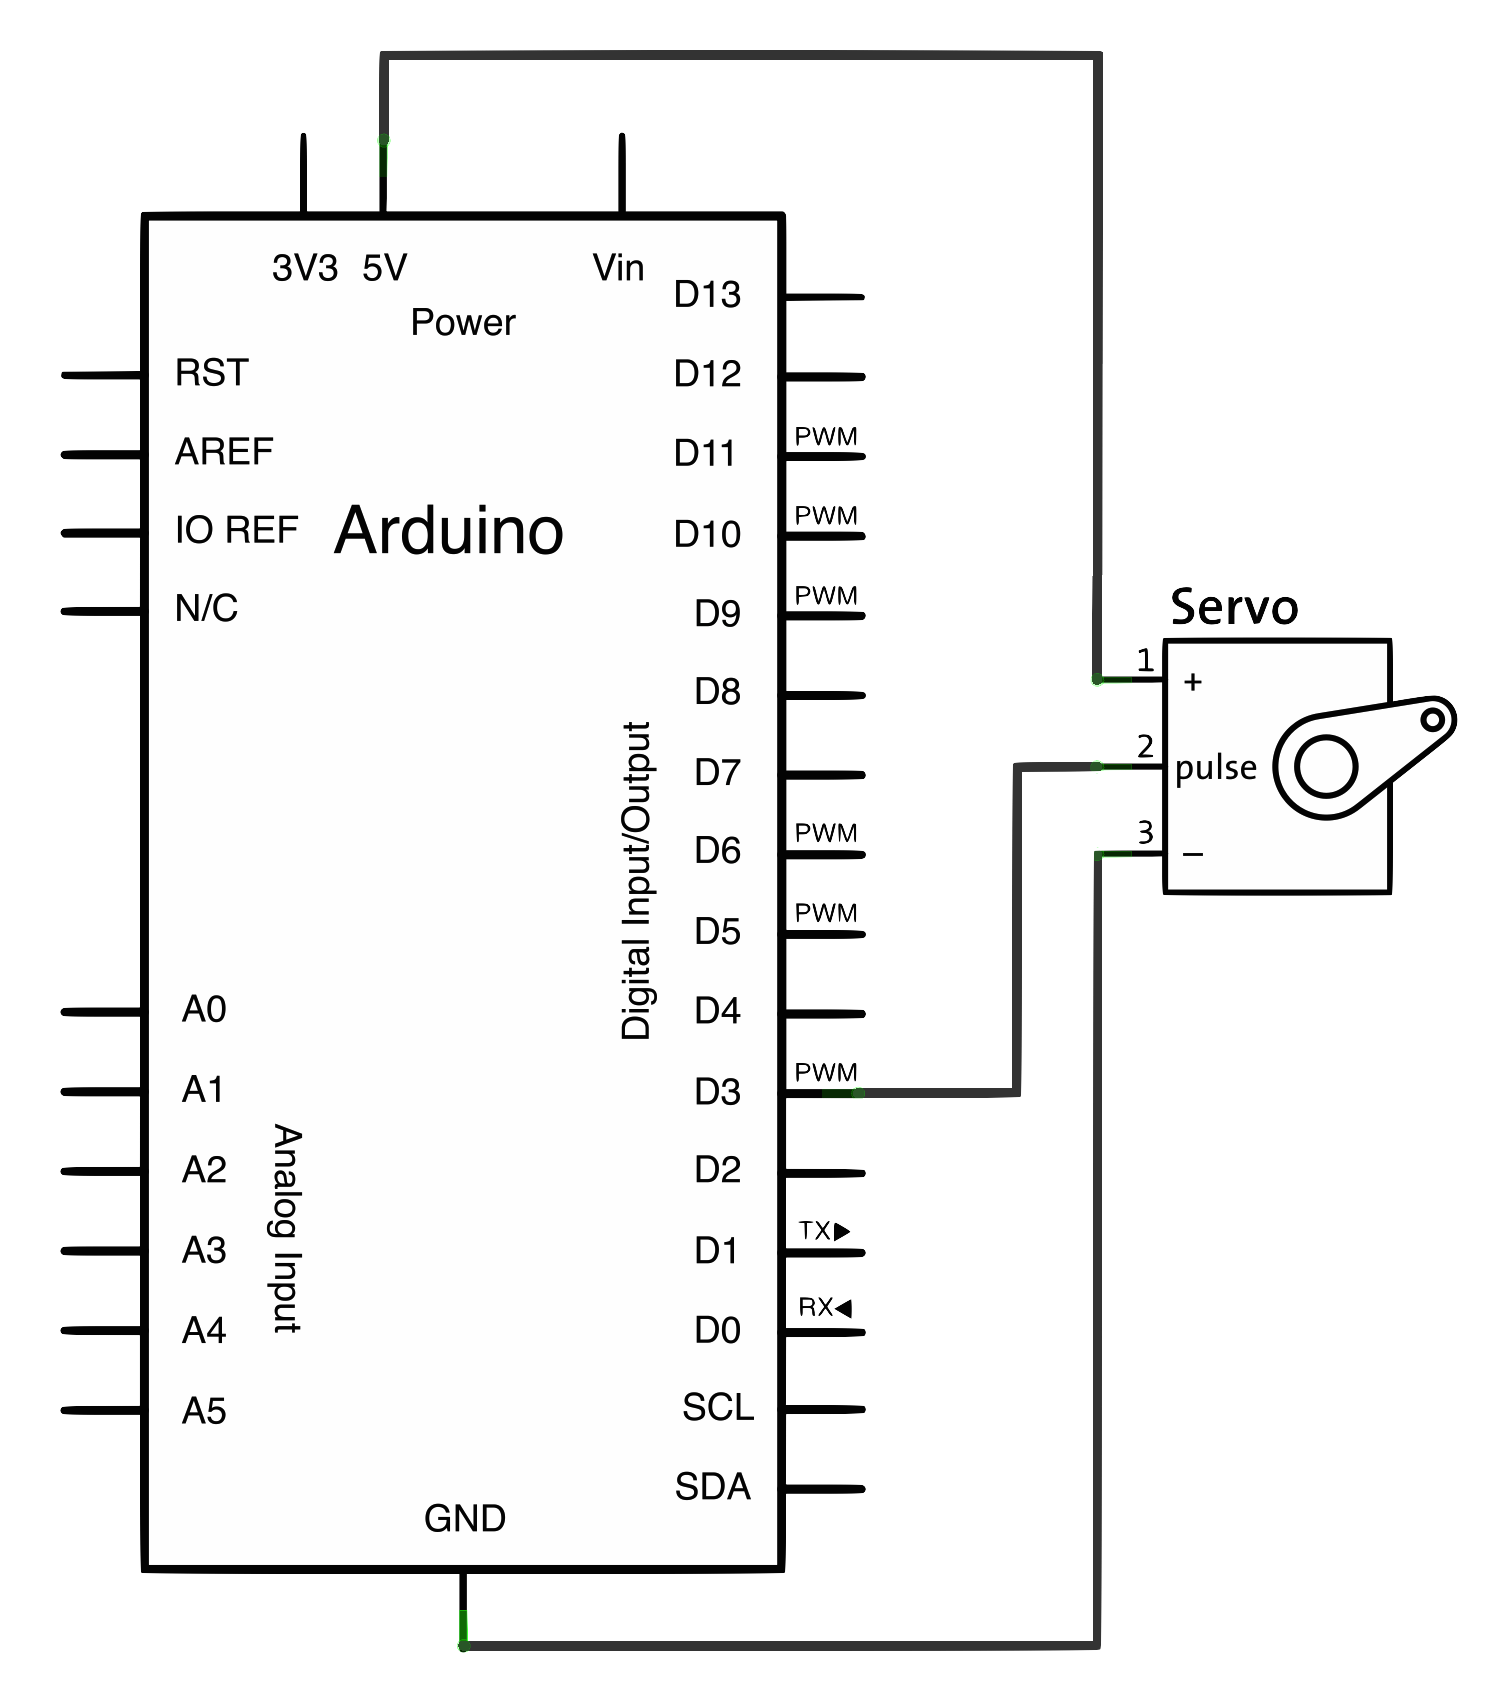 3V3 5V Vin
Power
D13
RST
D12
AREF
PWM
D11
IO REF
Arduino
PWM
D10
N/C
PWM
D9
Servo
D8
1
+
Digital Input/Output
D7
2
pulse
PWM
D6
3
−
PWM
D5
A0
D4
A1
PWM
D3
Analog Input
A2
D2
A3
TX
D1
A4
RX
D0
A5
SCL
SDA
GND